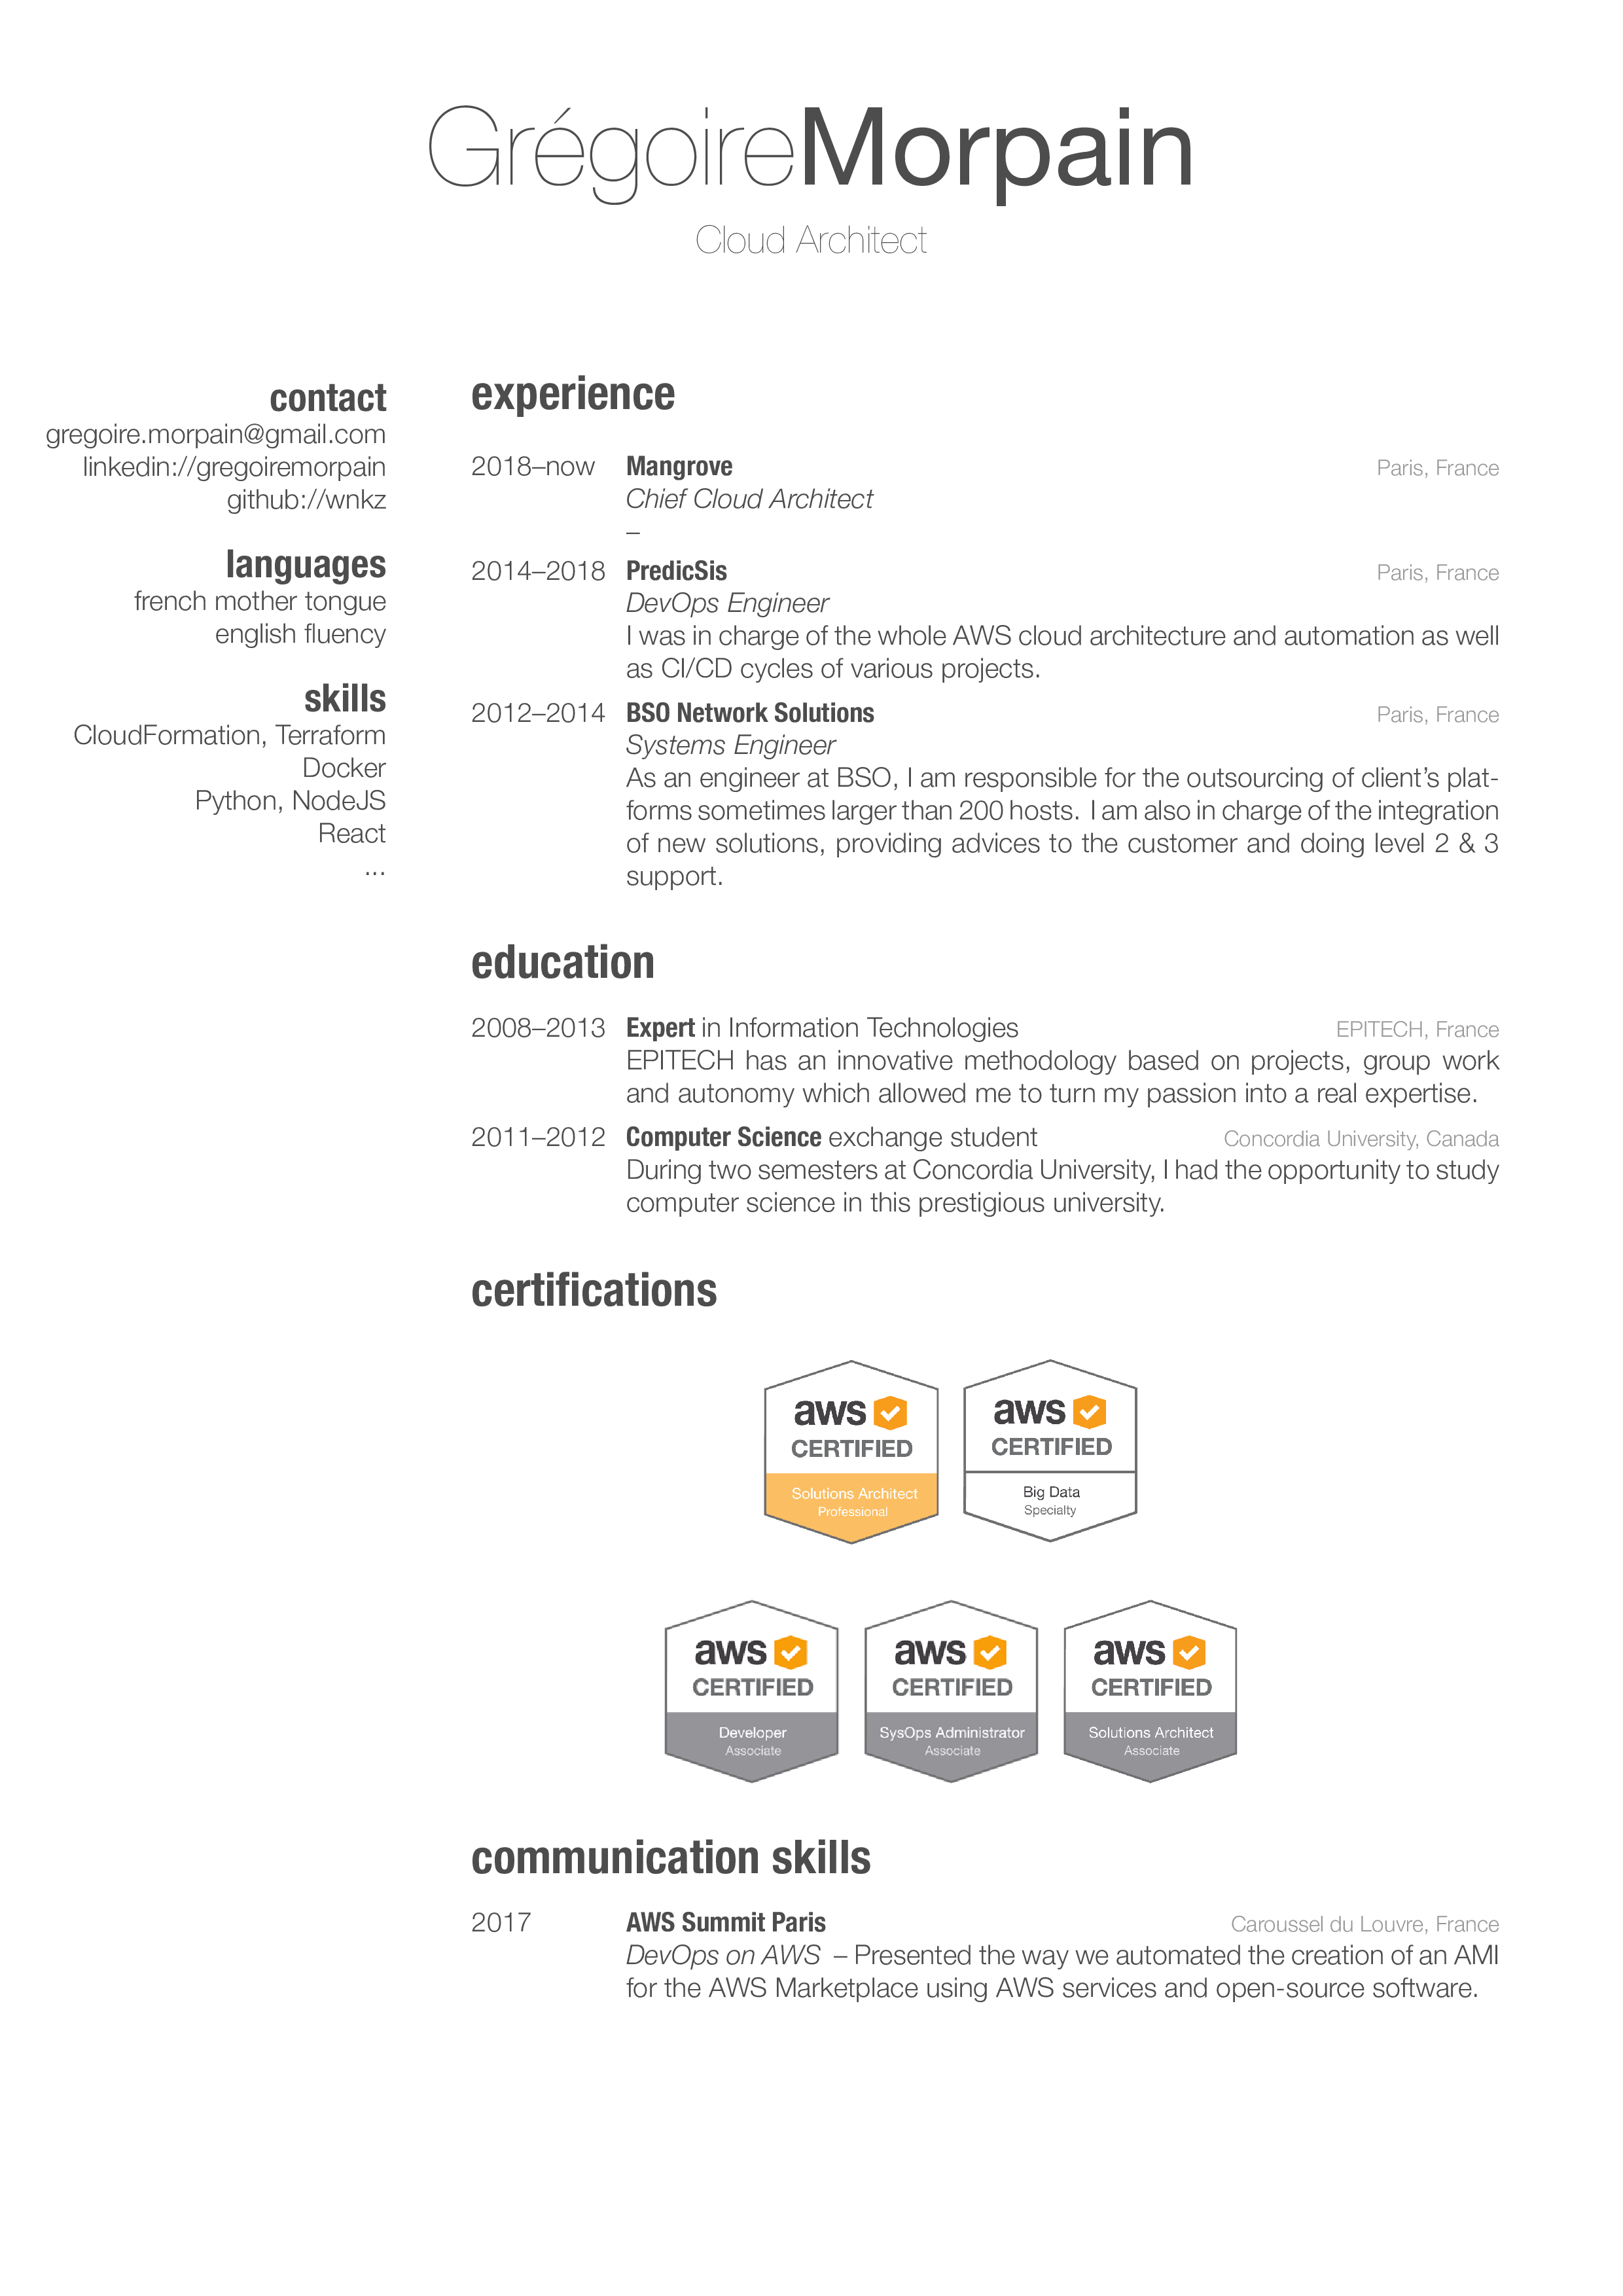 GrégoireMorpain
Cloud Architect
contact
gregoire.morpain@gmail.com
linkedin://gregoiremorpain
github://wnkz
languages
french mother tongue
english fluency
skills
CloudFormation, Terraform
Docker
Python, NodeJS
React
...
experience
2018–now Mangrove Paris, France
Chief Cloud Architect
–
2014–2018 PredicSis Paris, France
DevOps Engineer
I was in charge of the whole AWS cloud architecture and automation as well
as CI/CD cycles of various projects.
2012–2014 BSO Network Solutions Paris, France
Systems Engineer
As an engineer at BSO, I am responsible for the outsourcing of client's plat-
forms sometimes larger than 200 hosts. I am also in charge of the integration
of new solutions, providing advices to the customer and doing level 2 & 3
support.
education
2008–2013 Expert in Information Technologies EPITECH, France
EPITECH has an innovative methodology based on projects, group work
and autonomy which allowed me to turn my passion into a real expertise.
2011–2012 Computer Science exchange student Concordia University, Canada
During two semesters at Concordia University, I had the opportunity to study
computer science in this prestigious university.
certifications
aws
CERTIFIED
Solutions Architect
Professional
aws
CERTIFIED
Big Data
Specialty
aws
CERTIFIED
Developer
Associate
aws
CERTIFIED
SysOps Administrator
Associate
aws
CERTIFIED
Solutions Architect
Associate
communication skills
2017 AWS Summit Paris Caroussel du Louvre, France
DevOps on AWS – Presented the way we automated the creation of an AMI
for the AWS Marketplace using AWS services and open-source software.